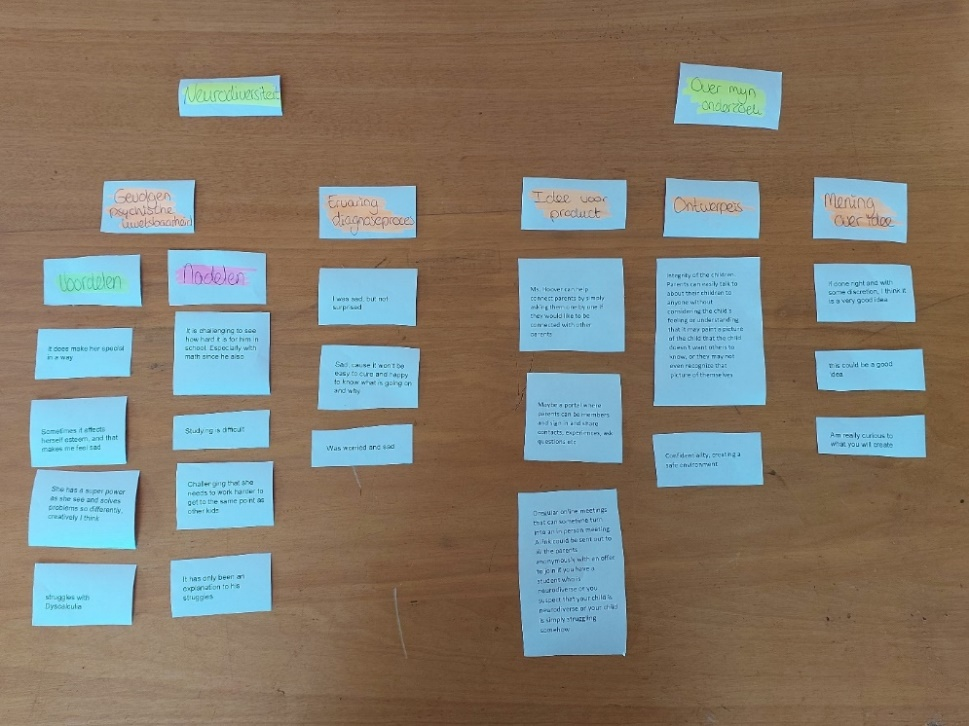 Neurodiversiteit
Over mijn
onderzoek
Gevolgen
psychische
kwetsbaarheid
Ervaring
diagnoseproces
Idee voor
product
Ontwerpeis
Mening
over idee
Voordelen
Nadelen
It does make her special
in a way
Sometimes it affects
herself esteem, and that
makes me feel sad
She has a super power
as she see and solves
problems so differently,
creatively I think
struggles with
Dyscalculie
It is challenging to see
how hard it is for him in
school. Especially with
math since he also
Studying is difficult
Challenging that she
needs to work harder to
get to the same point as
other kids
It has only been an
explanation to his
struggles
I was sad, but not
surprised
Sad, cause it won't be
easy to cure and happy
to know what is going on
and why
Was worried and sad
Ms. Hoover can help
connect parents by simply
asking them one by one if
they would like to be
connected with other
parents
Maybe a portal where
parents can be members
and sign in and share
contacts, experiences, ask
questions etc
Or regular online meetings
that can sometime turn
into an in person meeting
A link could be sent out to
all the parents
anonymously with an offer
to join if you have a
student who is
neurodiverse or you
suspect that your child is
neurodiverse or your child
is simply struggling
somehow
Integrity of the children.
Parents can easily talk to
about their children to
anyone without
considering the child's
feeling or understanding
that it may paint a picture
of the child that the child
doesn't want others to
know, or they may not
even recognize that
picture of themselves
Confidentiality, creating a
safe environment
If done right and with
some discretion, I think it
is a very good idea
this could be a good
idea
Am really curious to
what you will create